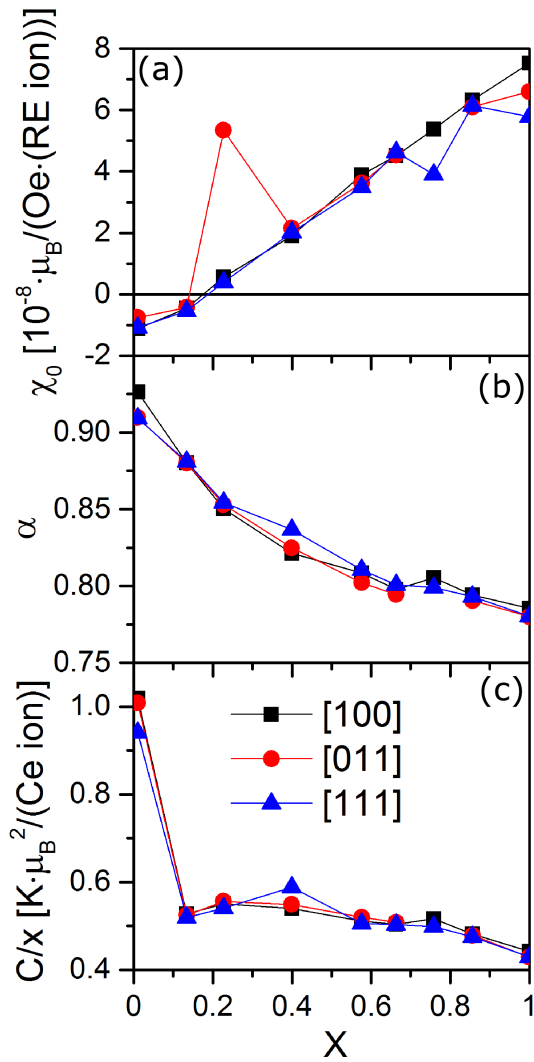 (a)
8
6
4
2
0
-2
χ₀ [10⁻⁸·μ_B/(Oe·(RE ion))]
(b)
0.90
0.85
0.80
0.75
α
(c)
1.0
0.8
0.6
0.4
C/x [K·μ_B²/(Ce ion)]
[100]
[011]
[111]
0 0.2 0.4 0.6 0.8 1
X